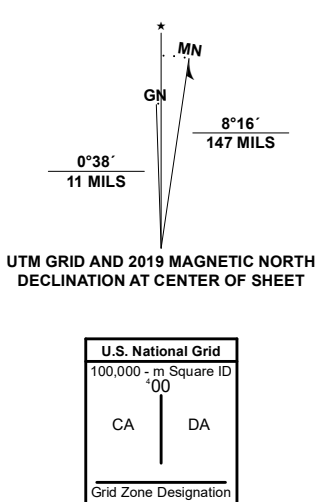 ★
MN
GN
8°16´
147 MILS
0°38´
11 MILS
UTM GRID AND 2019 MAGNETIC NORTH
DECLINATION AT CENTER OF SHEET
U.S. National Grid
100,000 - m Square ID
⁴00
CA DA
Grid Zone Designation